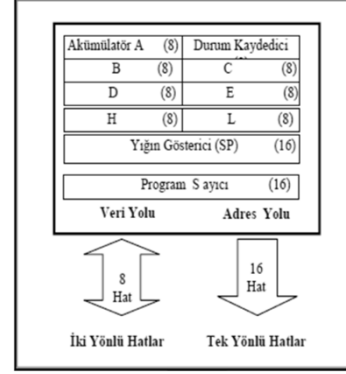 Akümülatör A (8) Durum Kaydedici
B (8) C (8)
D (8) E (8)
H (8) L (8)
Yığın Gösterici (SP) (16)
Program S ayıcı (16)
Veri Yolu Adres Yolu
8 16
Hat Hat
İki Yönlü Hatlar Tek Yönlü Hatlar